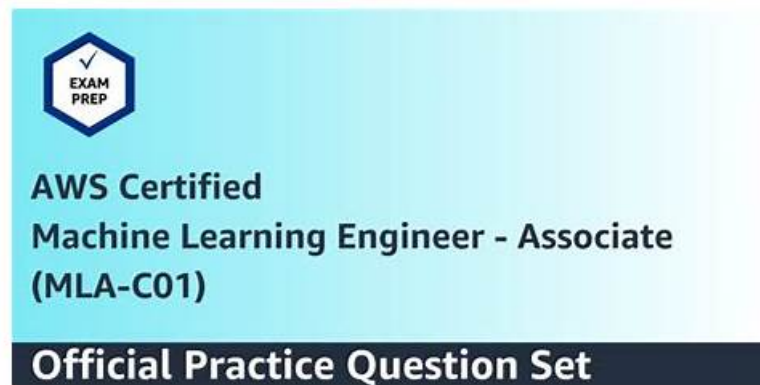 EXAM
PREP
AWS Certified
Machine Learning Engineer - Associate
(MLA-C01)
Official Practice Question Set